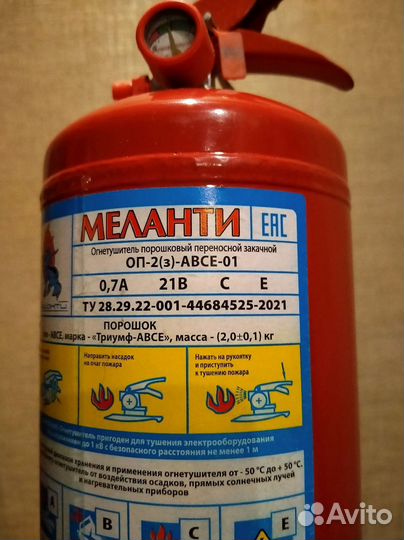 МЕЛАНТИ EAC
Огнетушитель порошковый переносной закачной
ОП-2(з)-АВСЕ-01
0,7А 21В С Е
ТУ 28.29.22-001-44684525-2021
ПОРОШОК
АВСЕ, марка - «Триумф-АВСЕ», масса - (2,0±0,1) кг
Направить насадок
на очаг пожара
Нажать на рукоятку
и приступить
к тушению пожара
Огнетушитель пригоден для тушения электрооборудования
до 1 кВ с безопасного расстояния не менее 1 м
хранения и применения огнетушителя от - 50 °С до + 50 °С.
огнетушитель от воздействия осадков, прямых солнечных лучей
и нагревательных приборов
А В С Е
Avito